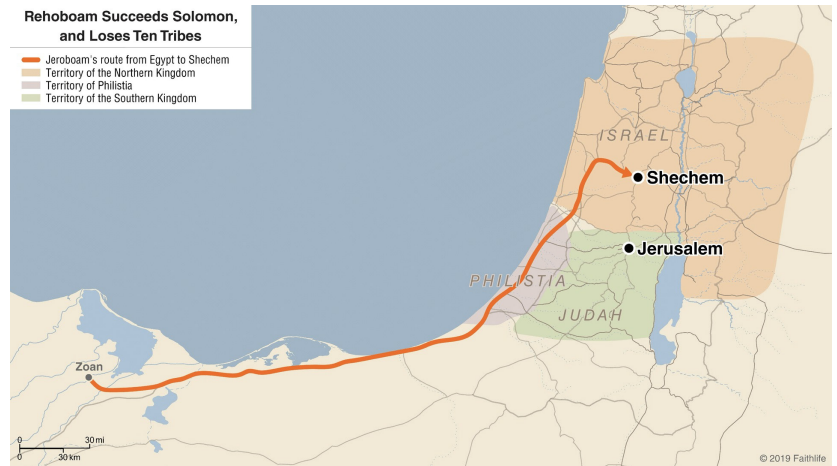 Rehoboam Succeeds Solomon,
and Loses Ten Tribes
Jeroboam's route from Egypt to Shechem
Territory of the Northern Kingdom
Territory of Philistia
Territory of the Southern Kingdom
ISRAEL
Shechem
Jerusalem
PHILISTIA
JUDAH
Zoan
0 30 mi
0 30 km
© 2019 Faithlife